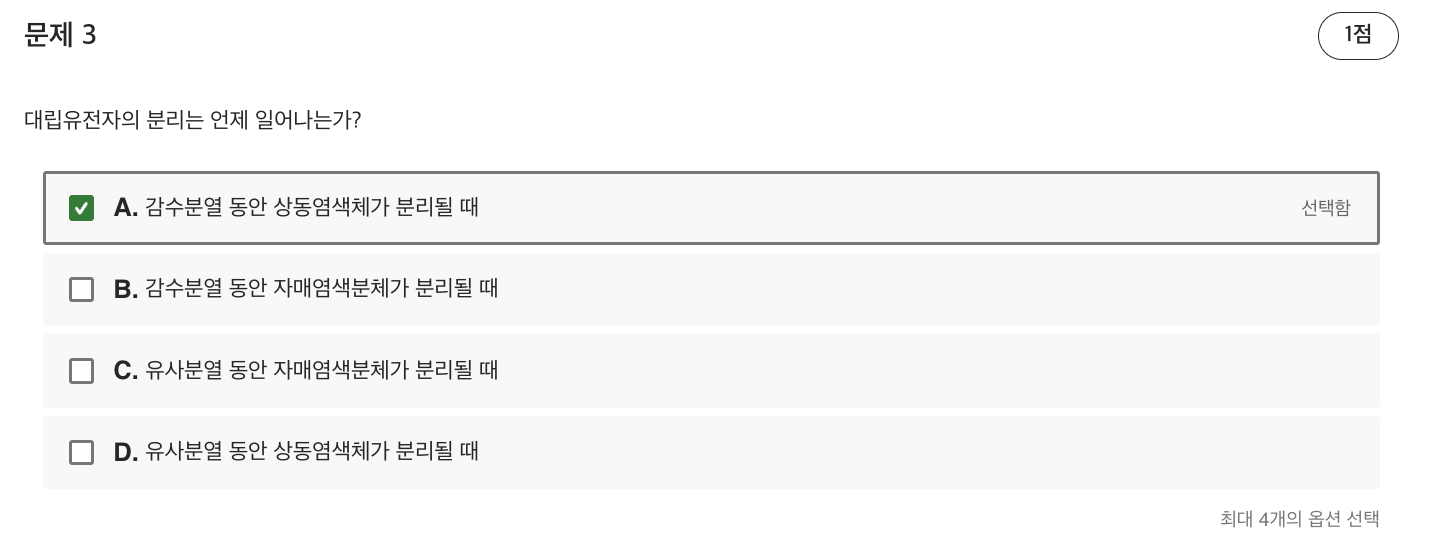 문제 3
1점
대립유전자의 분리는 언제 일어나는가?
A. 감수분열 동안 상동염색체가 분리될 때
선택함
B. 감수분열 동안 자매염색분체가 분리될 때
C. 유사분열 동안 자매염색분체가 분리될 때
D. 유사분열 동안 상동염색체가 분리될 때
최대 4개의 옵션 선택